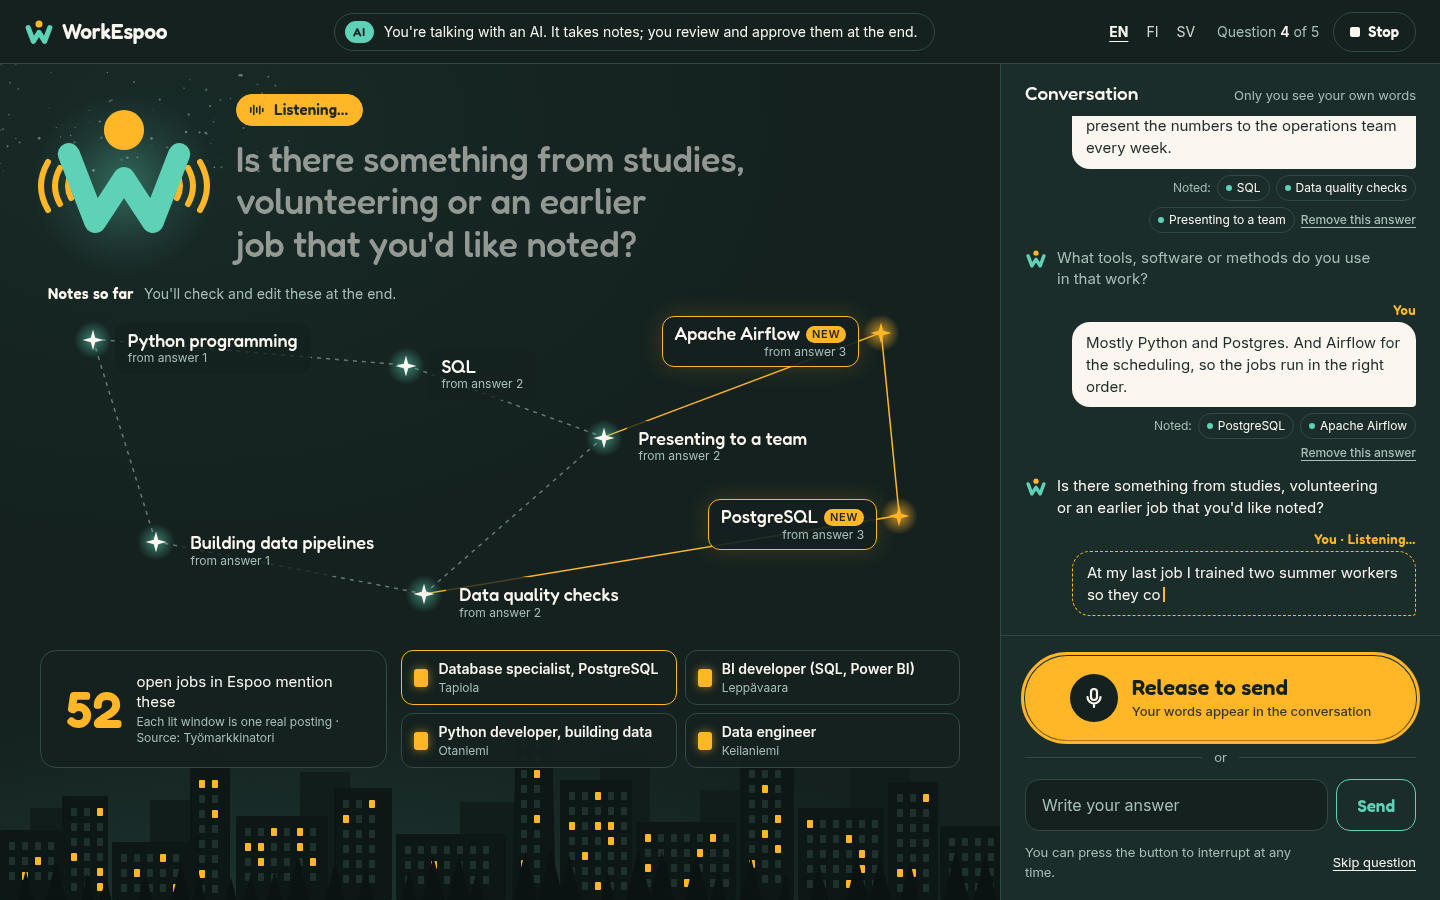 WorkEspoo
AI You're talking with an AI. It takes notes; you review and approve them at the end.
EN FI SV Question 4 of 5 Stop
Listening...
Is there something from studies,
volunteering or an earlier
job that you'd like noted?
Notes so far You'll check and edit these at the end.
Python programming
from answer 1
SQL
from answer 2
Apache Airflow NEW
from answer 3
Presenting to a team
from answer 2
PostgreSQL NEW
from answer 3
Building data pipelines
from answer 1
Data quality checks
from answer 2
52
open jobs in Espoo mention
these
Each lit window is one real posting ·
Source: Työmarkkinatori
Database specialist, PostgreSQL
Tapiola
BI developer (SQL, Power BI)
Leppävaara
Python developer, building data
Otaniemi
Data engineer
Keilaniemi
Conversation Only you see your own words
present the numbers to the operations team
every week.
Noted: SQL Data quality checks
Presenting to a team Remove this answer
What tools, software or methods do you use
in that work?
You
Mostly Python and Postgres. And Airflow for
the scheduling, so the jobs run in the right
order.
Noted: PostgreSQL Apache Airflow
Remove this answer
Is there something from studies, volunteering
or an earlier job that you'd like noted?
You · Listening...
At my last job I trained two summer workers
so they co
Release to send
Your words appear in the conversation
or
Write your answer Send
You can press the button to interrupt at any
time.
Skip question